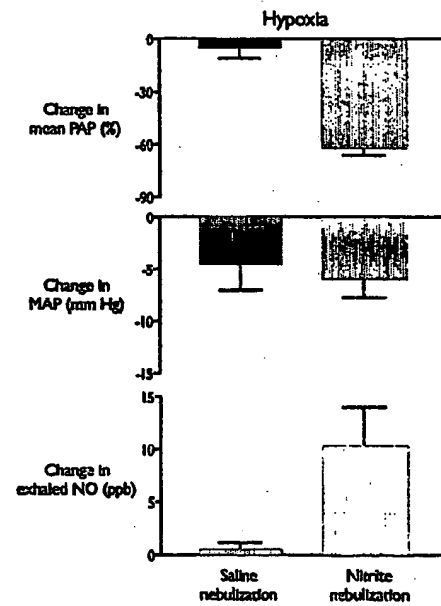 Hypoxia
0
-30
-60
-90
Change in
mean PAP (%)
0
-5
-10
-15
Change in
MAP (mm Hg)
15
10
5
0
Change in
exhaled NO (ppb)
Saline
nebulization
Nitrite
nebulization